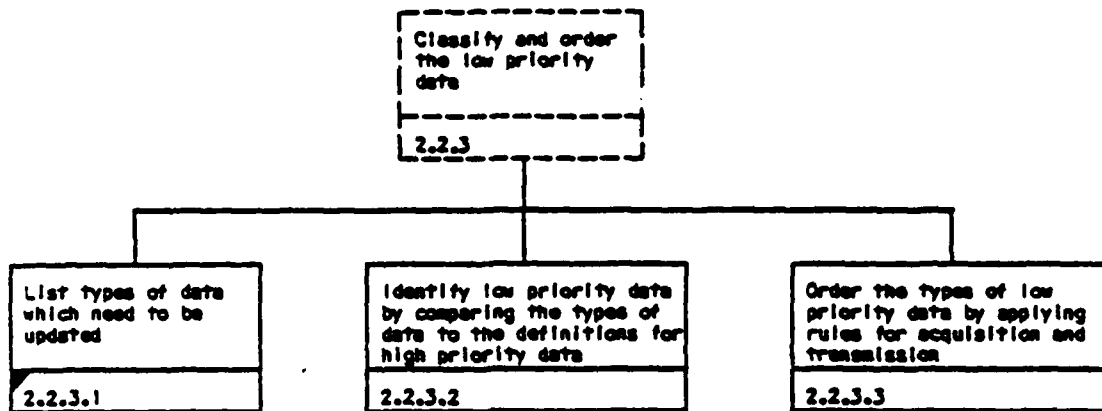 Classify and order
the low priority
data
2.2.3
List types of data
which need to be
updated
2.2.3.1
Identify low priority data
by comparing the types of
data to the definitions for
high priority data
2.2.3.2
Order the types of low
priority data by applying
rules for acquisition and
transmission
2.2.3.3